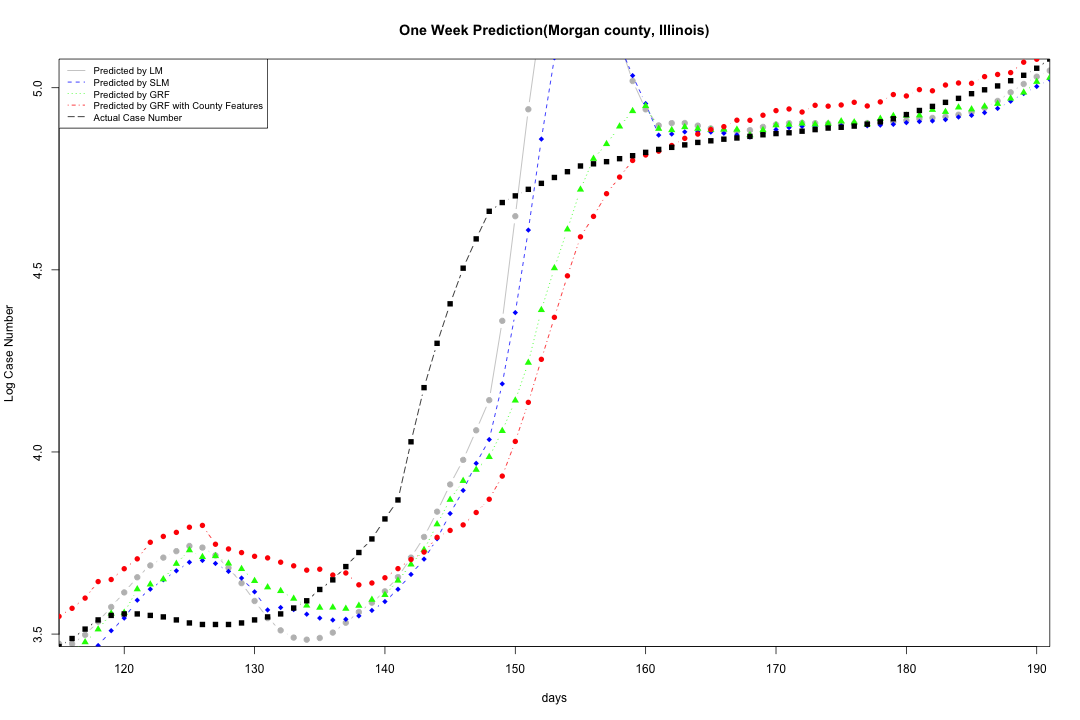 One Week Prediction(Morgan county, Illinois)
Predicted by LM
Predicted by SLM
Predicted by GRF
Predicted by GRF with County Features
Actual Case Number
5.0
4.5
4.0
3.5
Log Case Number
120 130 140 150 160 170 180 190
days